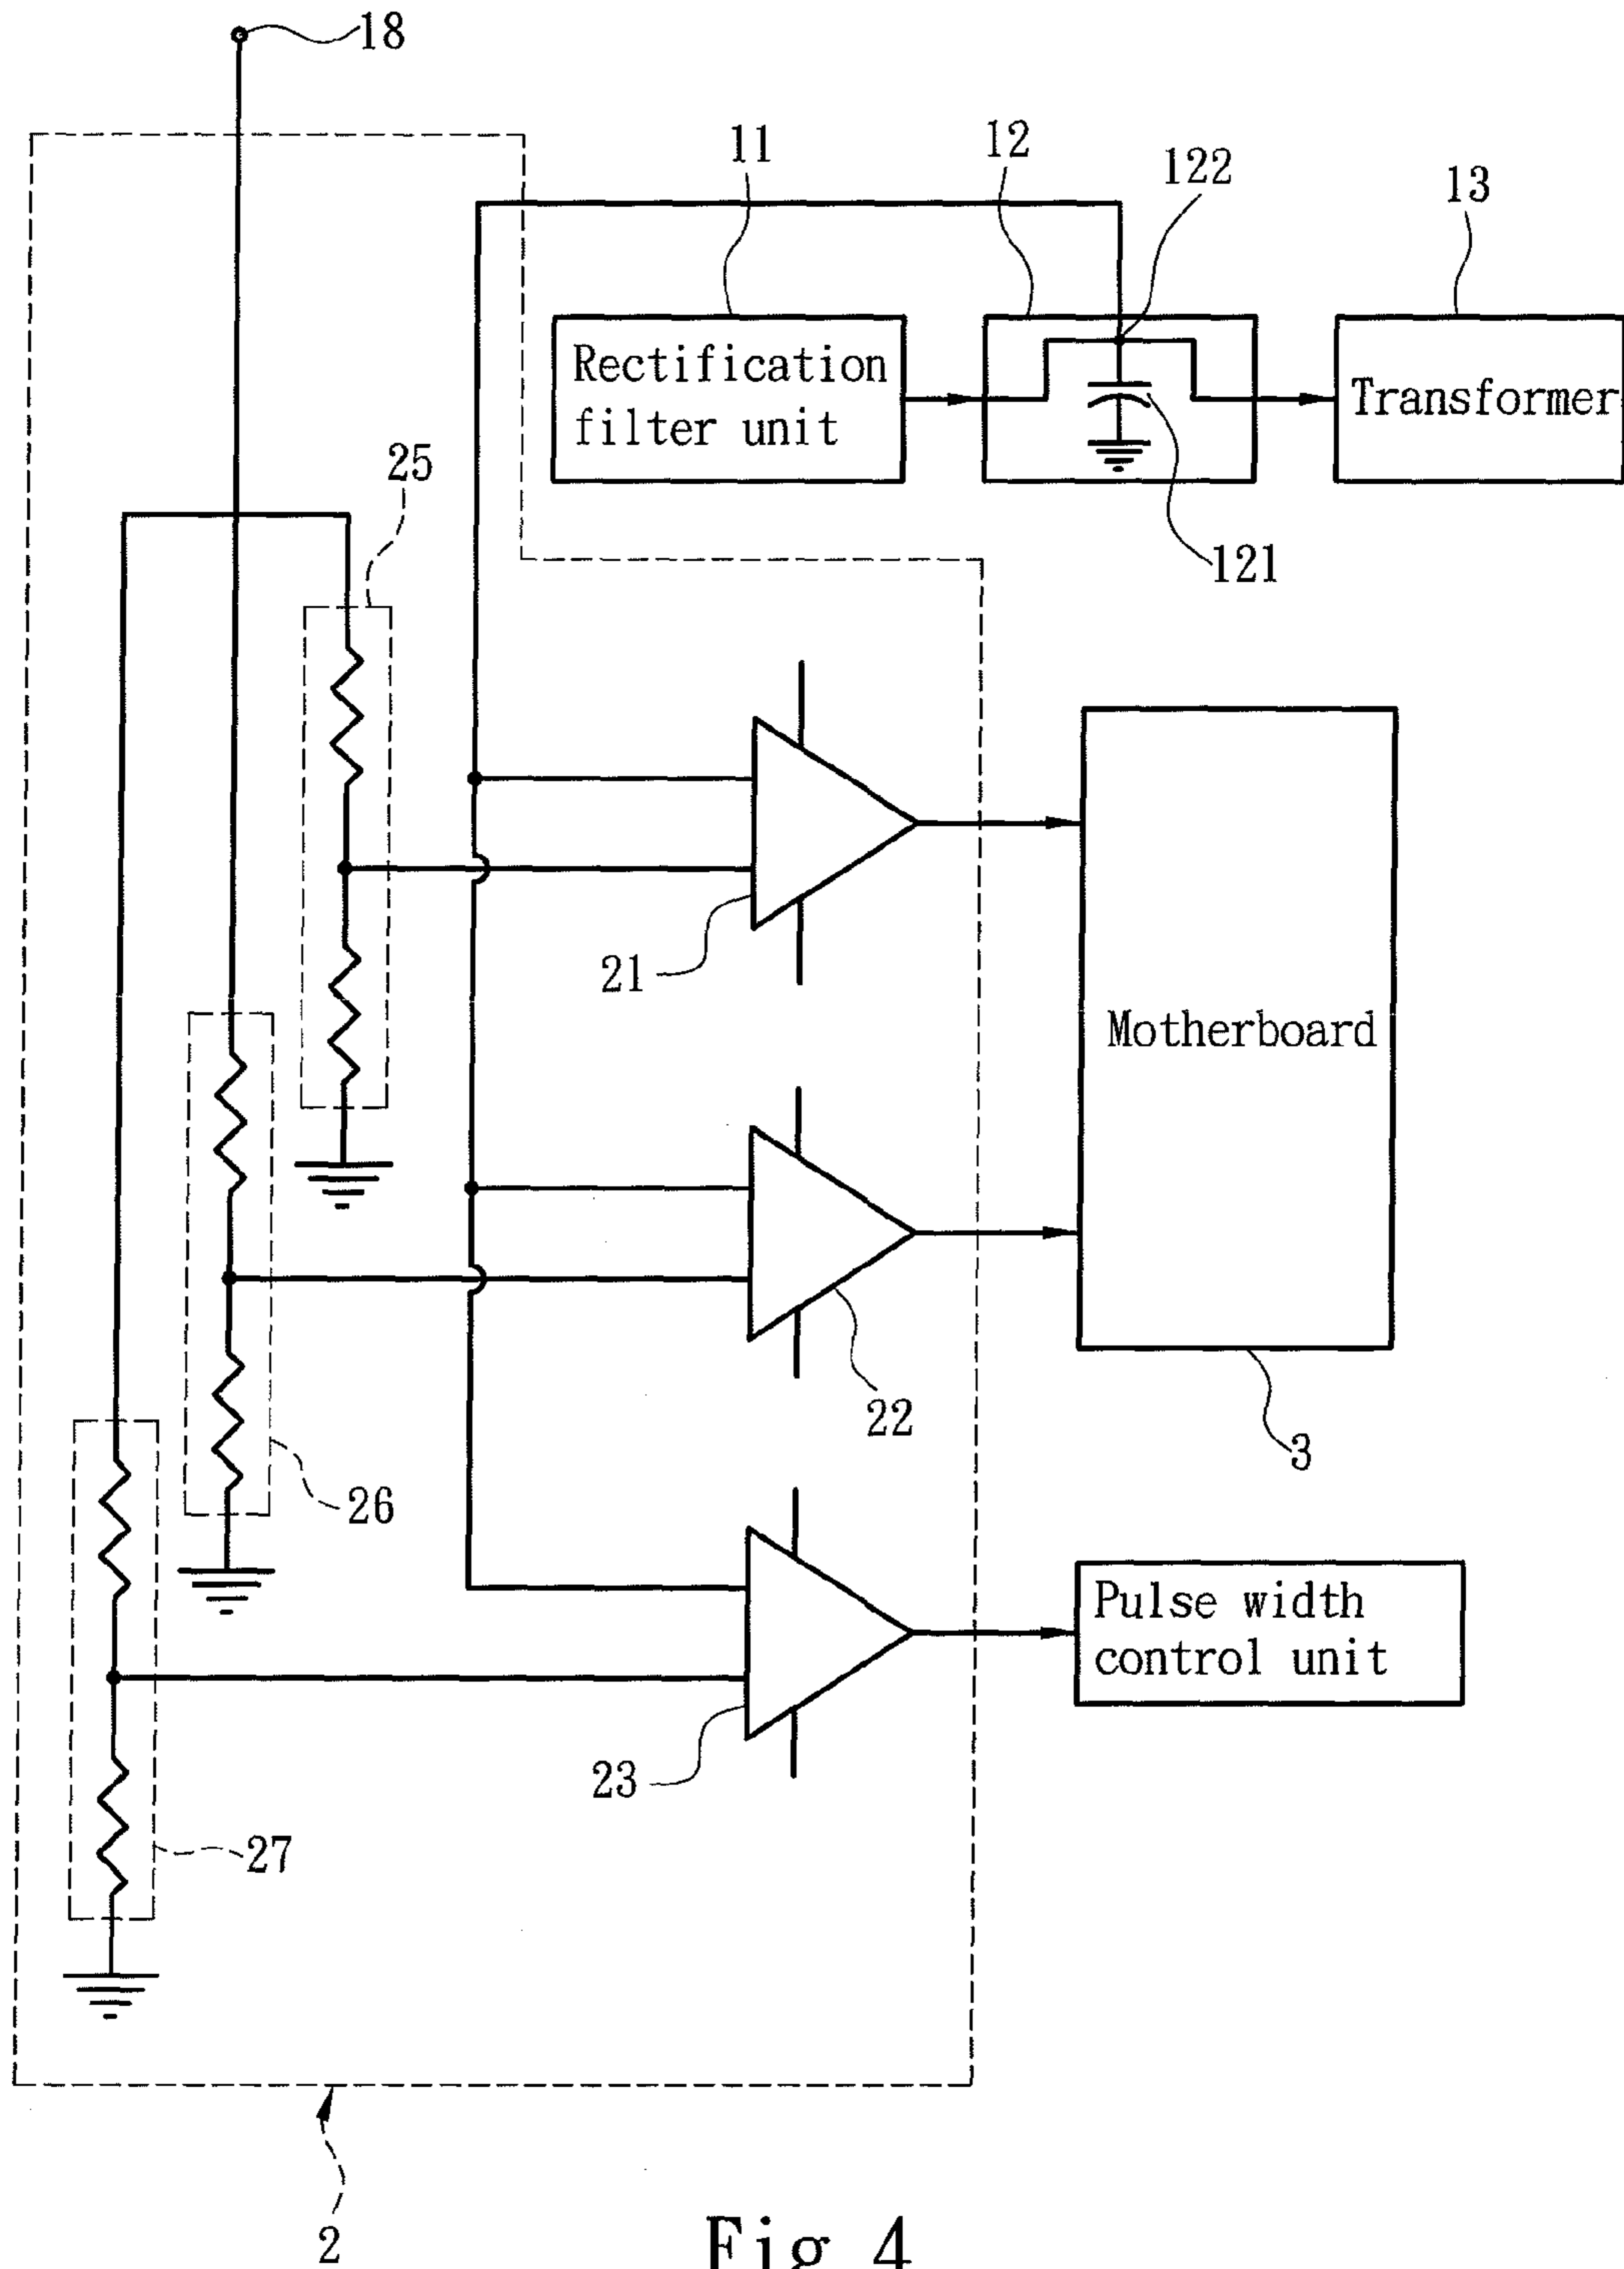 18
11
12
122
13
Rectification
filter unit
Transformer
25
121
21
Motherboard
22
3
26
Pulse width
control unit
23
27
2
Fig 4